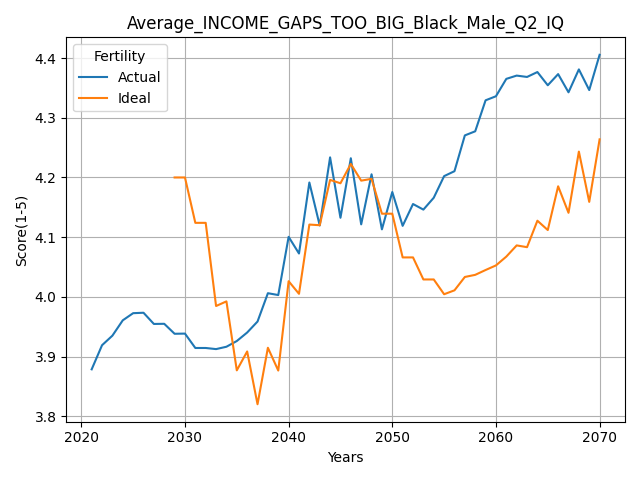 Average_INCOME_GAPS_TOO_BIG_Black_Male_Q2_IQ
Fertility
Actual
Ideal
Score(1-5)
4.4
4.3
4.2
4.1
4.0
3.9
3.8
2020 2030 2040 2050 2060 2070
Years